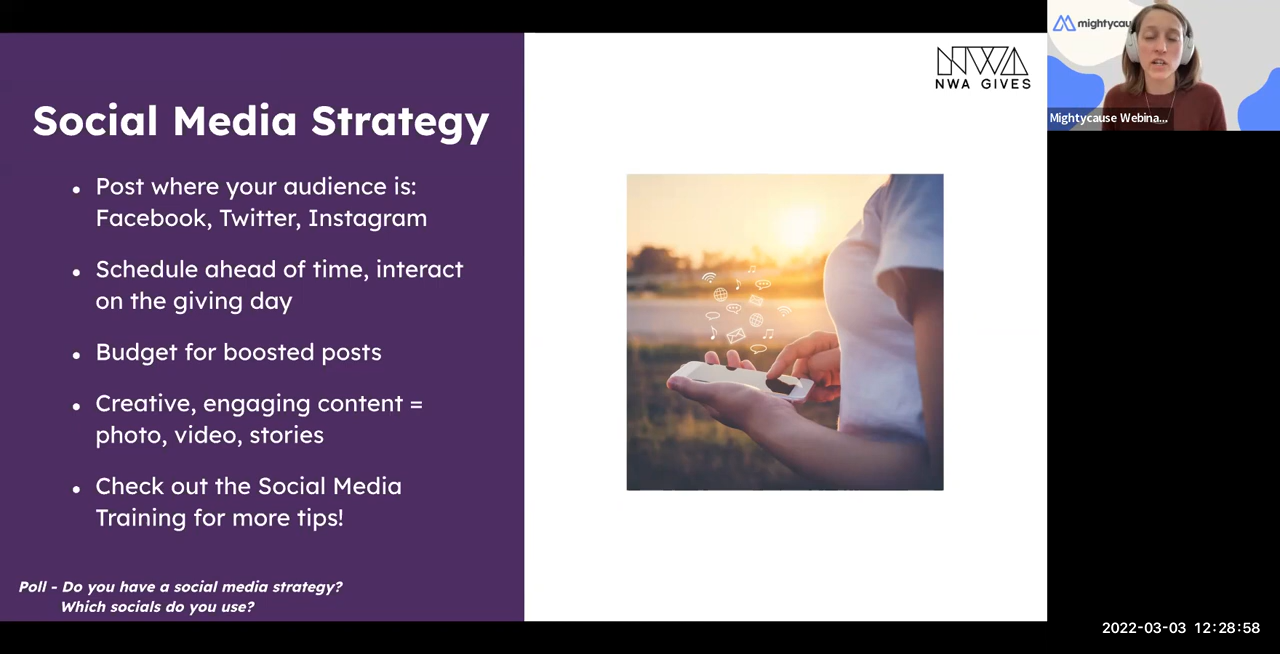 Social Media Strategy
• Post where your audience is:
Facebook, Twitter, Instagram
• Schedule ahead of time, interact
on the giving day
• Budget for boosted posts
• Creative, engaging content =
photo, video, stories
• Check out the Social Media
Training for more tips!
Poll - Do you have a social media strategy?
Which socials do you use?
NWA
NWA GIVES
mightycau
Mightycause Webina...
2022-03-03 12:28:58